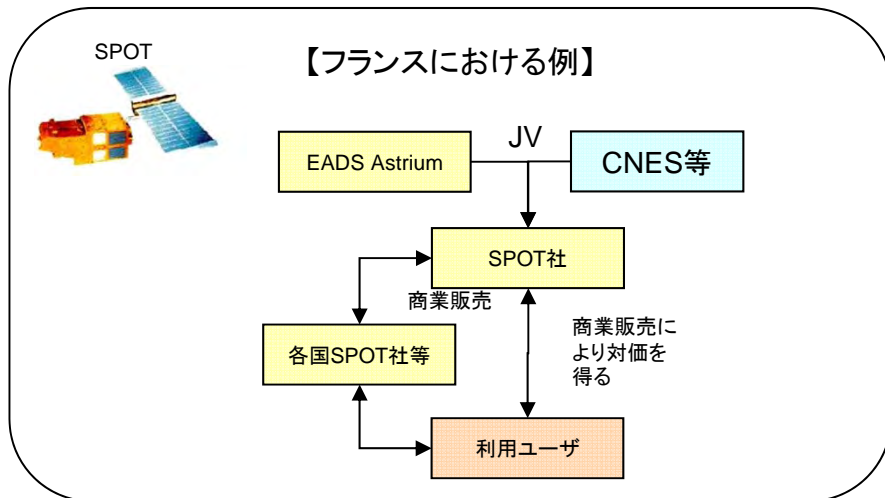 SPOT
【フランスにおける例】
JV
EADS Astrium
CNES等
SPOT社
商業販売
各国SPOT社等
商業販売に
より対価を
得る
利用ユーザ